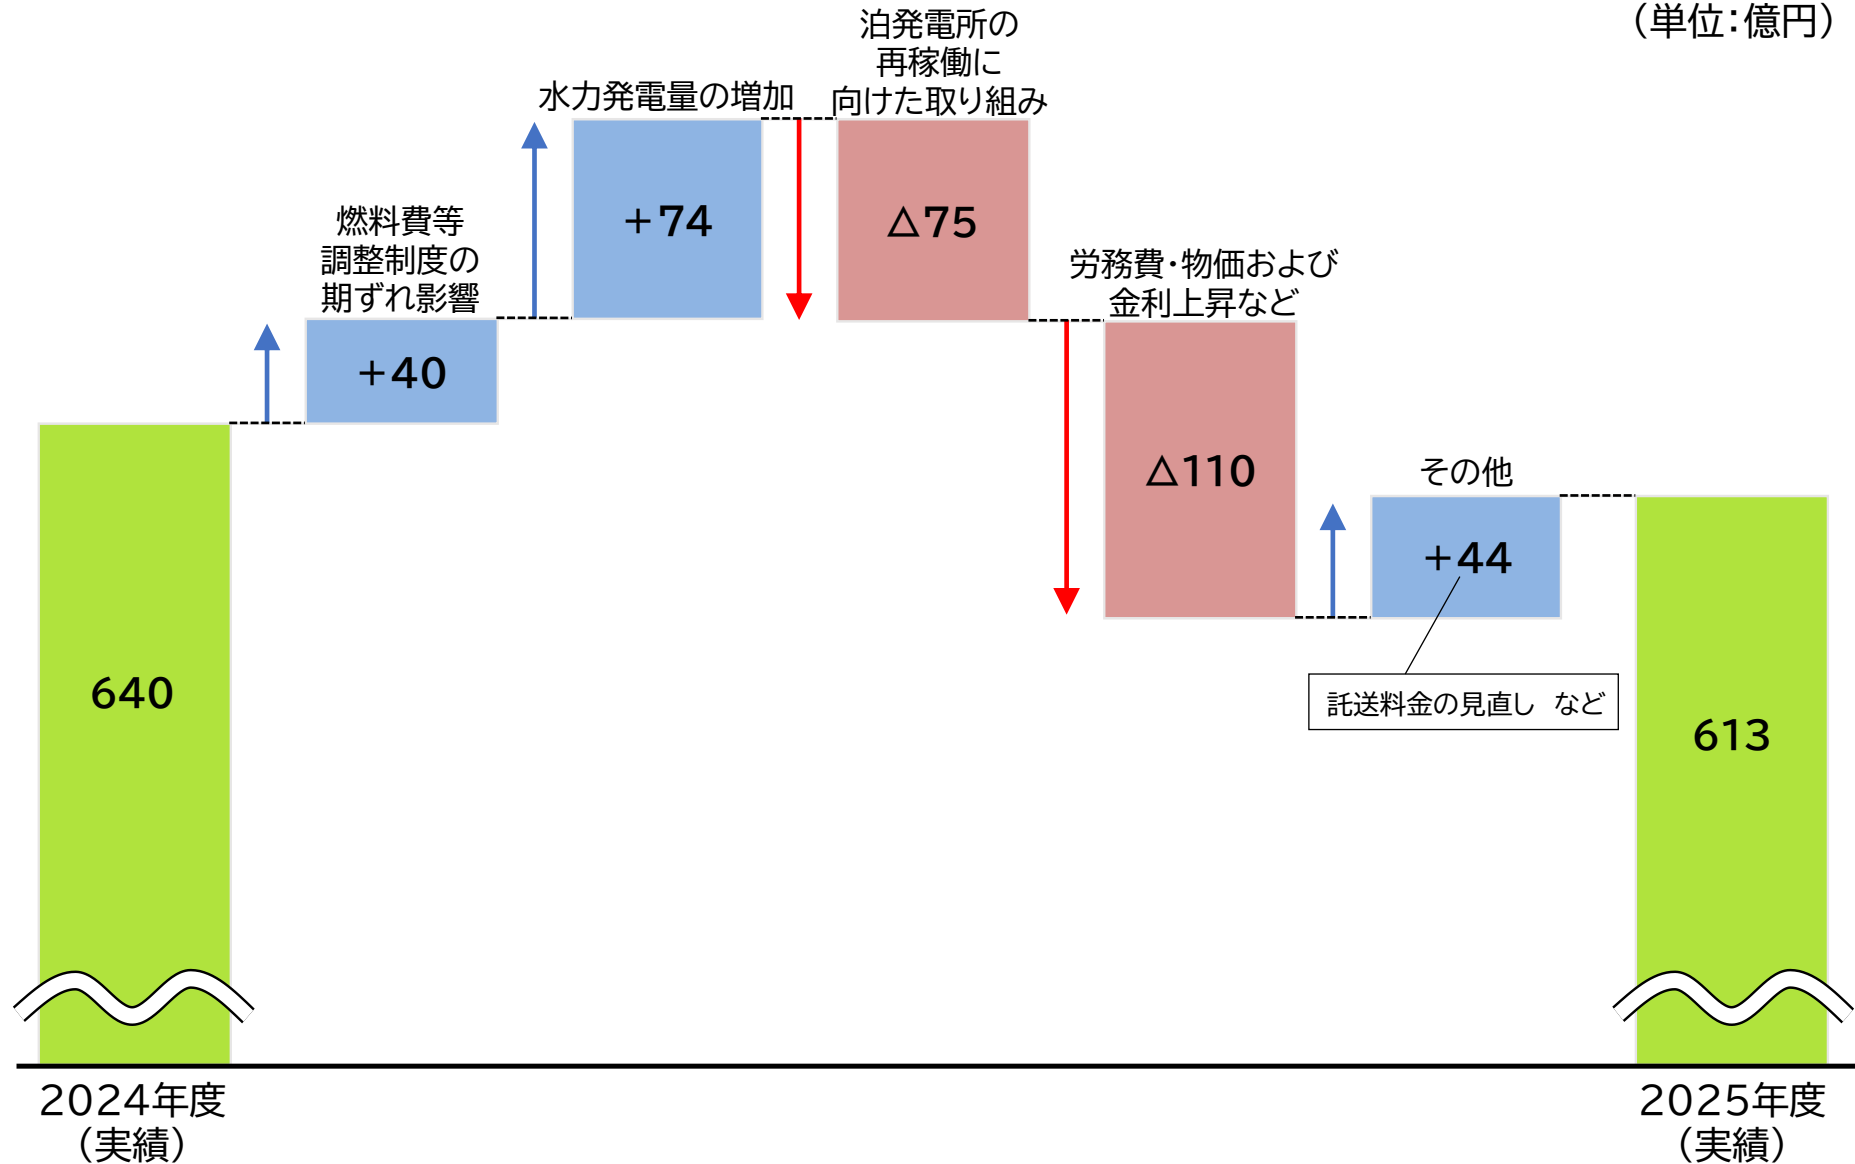 （単位：億円）
泊発電所の
再稼働に
向けた取り組み
水力発電量の増加
燃料費等
調整制度の
期ずれ影響
労務費・物価および
金利上昇など
その他
640
＋40
＋74
△75
△110
＋44
託送料金の見直し　など
613
2024年度
（実績）
2025年度
（実績）